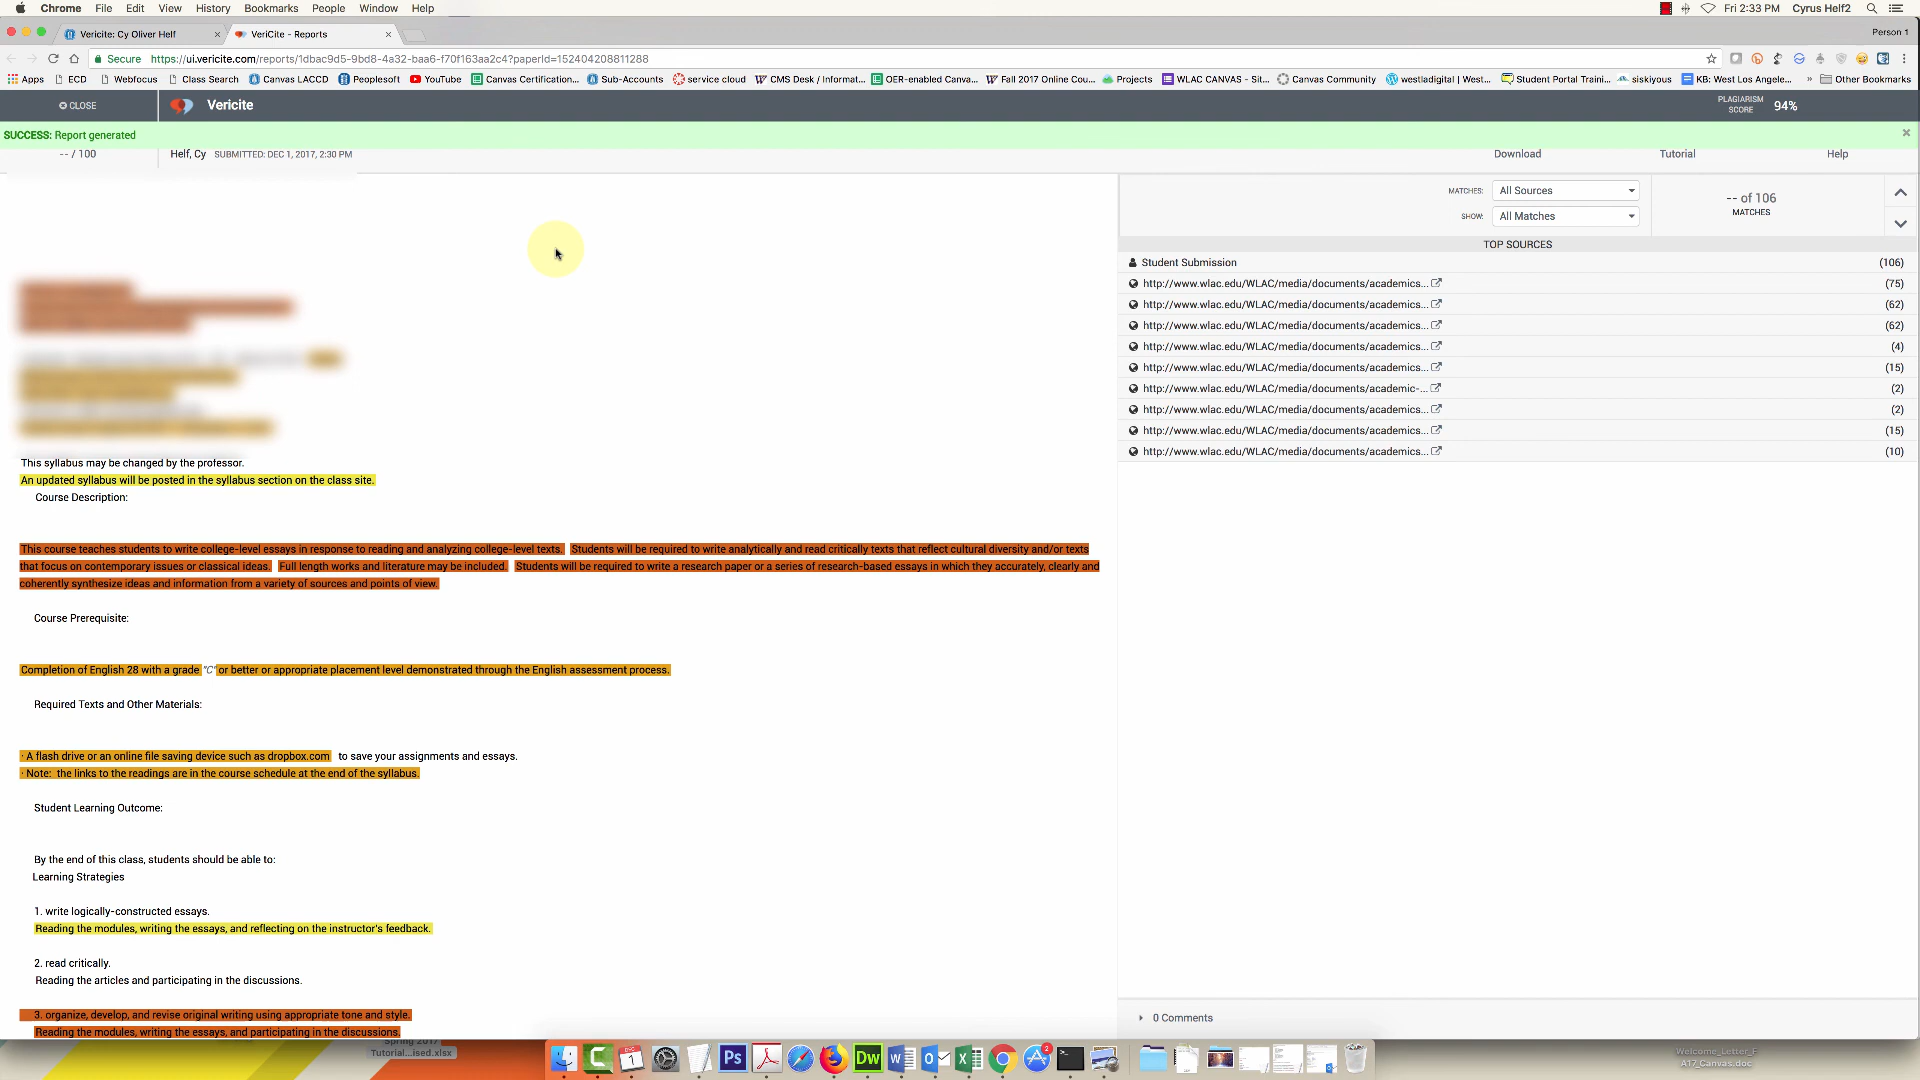 Chrome File Edit View History Bookmarks People Window Help Fri 2:33 PM Cyrus Helf2
Vericite: Cy Oliver Helf VeriCite - Reports Person 1
Secure https://ui.vericite.com/reports/1dbac9d5-9bd8-4a32-baa6-f70f163aa2c4?paperId=152404208811288
Apps ECD Webfocus Class Search Canvas LACCD Peoplesoft YouTube Canvas Certification... Sub-Accounts service cloud CMS Desk / Informat... OER-enabled Canva... Fall 2017 Online Cou... Projects WLAC CANVAS - Sit... Canvas Community westladigital | West... Student Portal Traini... siskiyous KB: West Los Angele... » Other Bookmarks
CLOSE Vericite PLAGIARISM SCORE 94%
SUCCESS: Report generated
-- / 100 Helf, Cy SUBMITTED: DEC 1, 2017, 2:30 PM Download Tutorial Help
MATCHES: All Sources
SHOW: All Matches
-- of 106
MATCHES
TOP SOURCES
Student Submission (106)
http://www.wlac.edu/WLAC/media/documents/academics... (75)
http://www.wlac.edu/WLAC/media/documents/academics... (62)
http://www.wlac.edu/WLAC/media/documents/academics... (62)
http://www.wlac.edu/WLAC/media/documents/academics... (4)
http://www.wlac.edu/WLAC/media/documents/academics... (15)
http://www.wlac.edu/WLAC/media/documents/academic-... (2)
http://www.wlac.edu/WLAC/media/documents/academics... (2)
http://www.wlac.edu/WLAC/media/documents/academics... (15)
http://www.wlac.edu/WLAC/media/documents/academics... (10)
This syllabus may be changed by the professor.
An updated syllabus will be posted in the syllabus section on the class site.
Course Description:
This course teaches students to write college-level essays in response to reading and analyzing college-level texts. Students will be required to write analytically and read critically texts that reflect cultural diversity and/or texts
that focus on contemporary issues or classical ideas. Full length works and literature may be included. Students will be required to write a research paper or a series of research-based essays in which they accurately, clearly and
coherently synthesize ideas and information from a variety of sources and points of view.
Course Prerequisite:
Completion of English 28 with a grade "C" or better or appropriate placement level demonstrated through the English assessment process.
Required Texts and Other Materials:
· A flash drive or an online file saving device such as dropbox.com to save your assignments and essays.
· Note: the links to the readings are in the course schedule at the end of the syllabus.
Student Learning Outcome:
By the end of this class, students should be able to:
Learning Strategies
1. write logically-constructed essays.
Reading the modules, writing the essays, and reflecting on the instructor's feedback.
2. read critically.
Reading the articles and participating in the discussions.
3. organize, develop, and revise original writing using appropriate tone and style.
Reading the modules, writing the essays, and participating in the discussions.
0 Comments
Spring 2017
Tutorial...ised.xlsx
DEC 1 Ps Dw 2
Welcome_Letter_F
A17_Canvas.doc